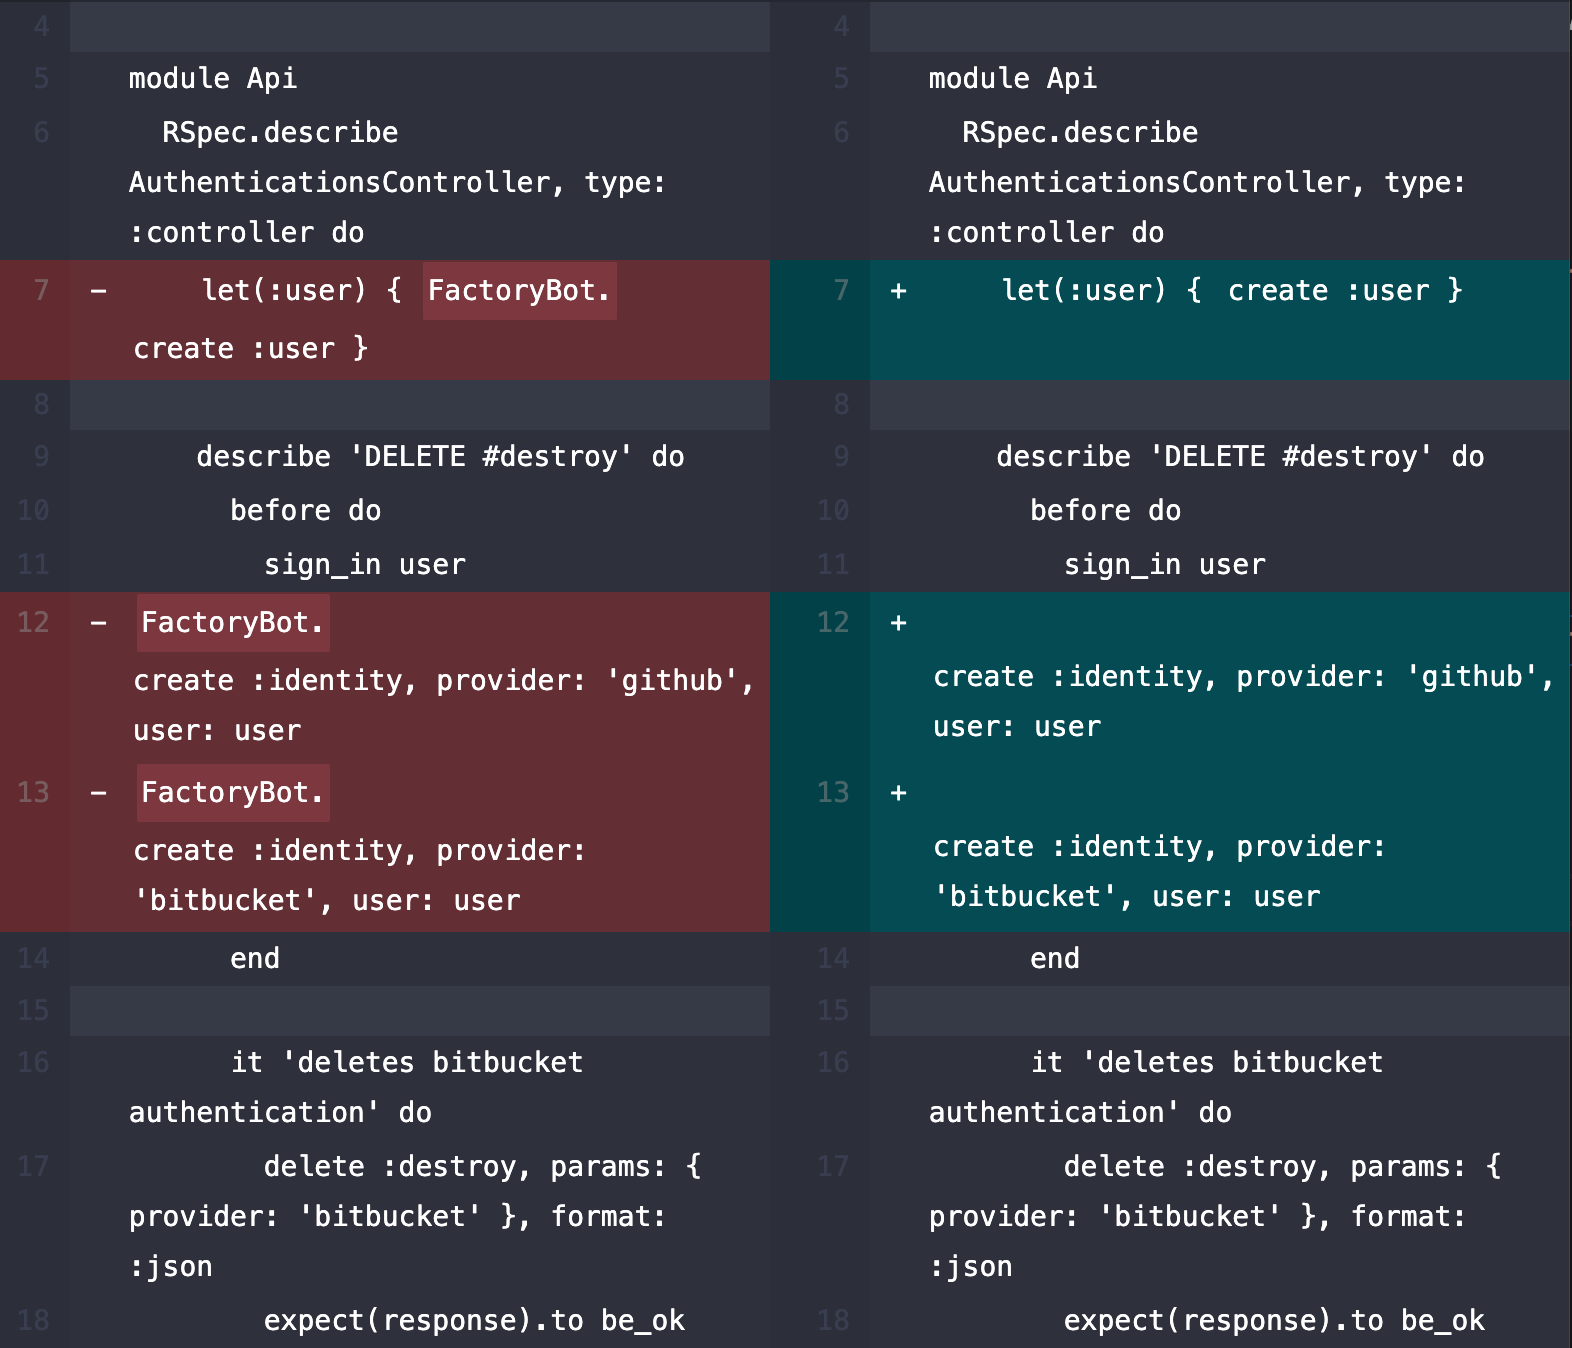 4
5 module Api
6 RSpec.describe
AuthenticationsController, type:
:controller do
7 - let(:user) { FactoryBot.
create :user }
8
9 describe 'DELETE #destroy' do
10 before do
11 sign_in user
12 - FactoryBot.
create :identity, provider: 'github',
user: user
13 - FactoryBot.
create :identity, provider:
'bitbucket', user: user
14 end
15
16 it 'deletes bitbucket
authentication' do
17 delete :destroy, params: {
provider: 'bitbucket' }, format:
:json
18 expect(response).to be_ok
4
5 module Api
6 RSpec.describe
AuthenticationsController, type:
:controller do
7 + let(:user) { create :user }
8
9 describe 'DELETE #destroy' do
10 before do
11 sign_in user
12 +
create :identity, provider: 'github',
user: user
13 +
create :identity, provider:
'bitbucket', user: user
14 end
15
16 it 'deletes bitbucket
authentication' do
17 delete :destroy, params: {
provider: 'bitbucket' }, format:
:json
18 expect(response).to be_ok